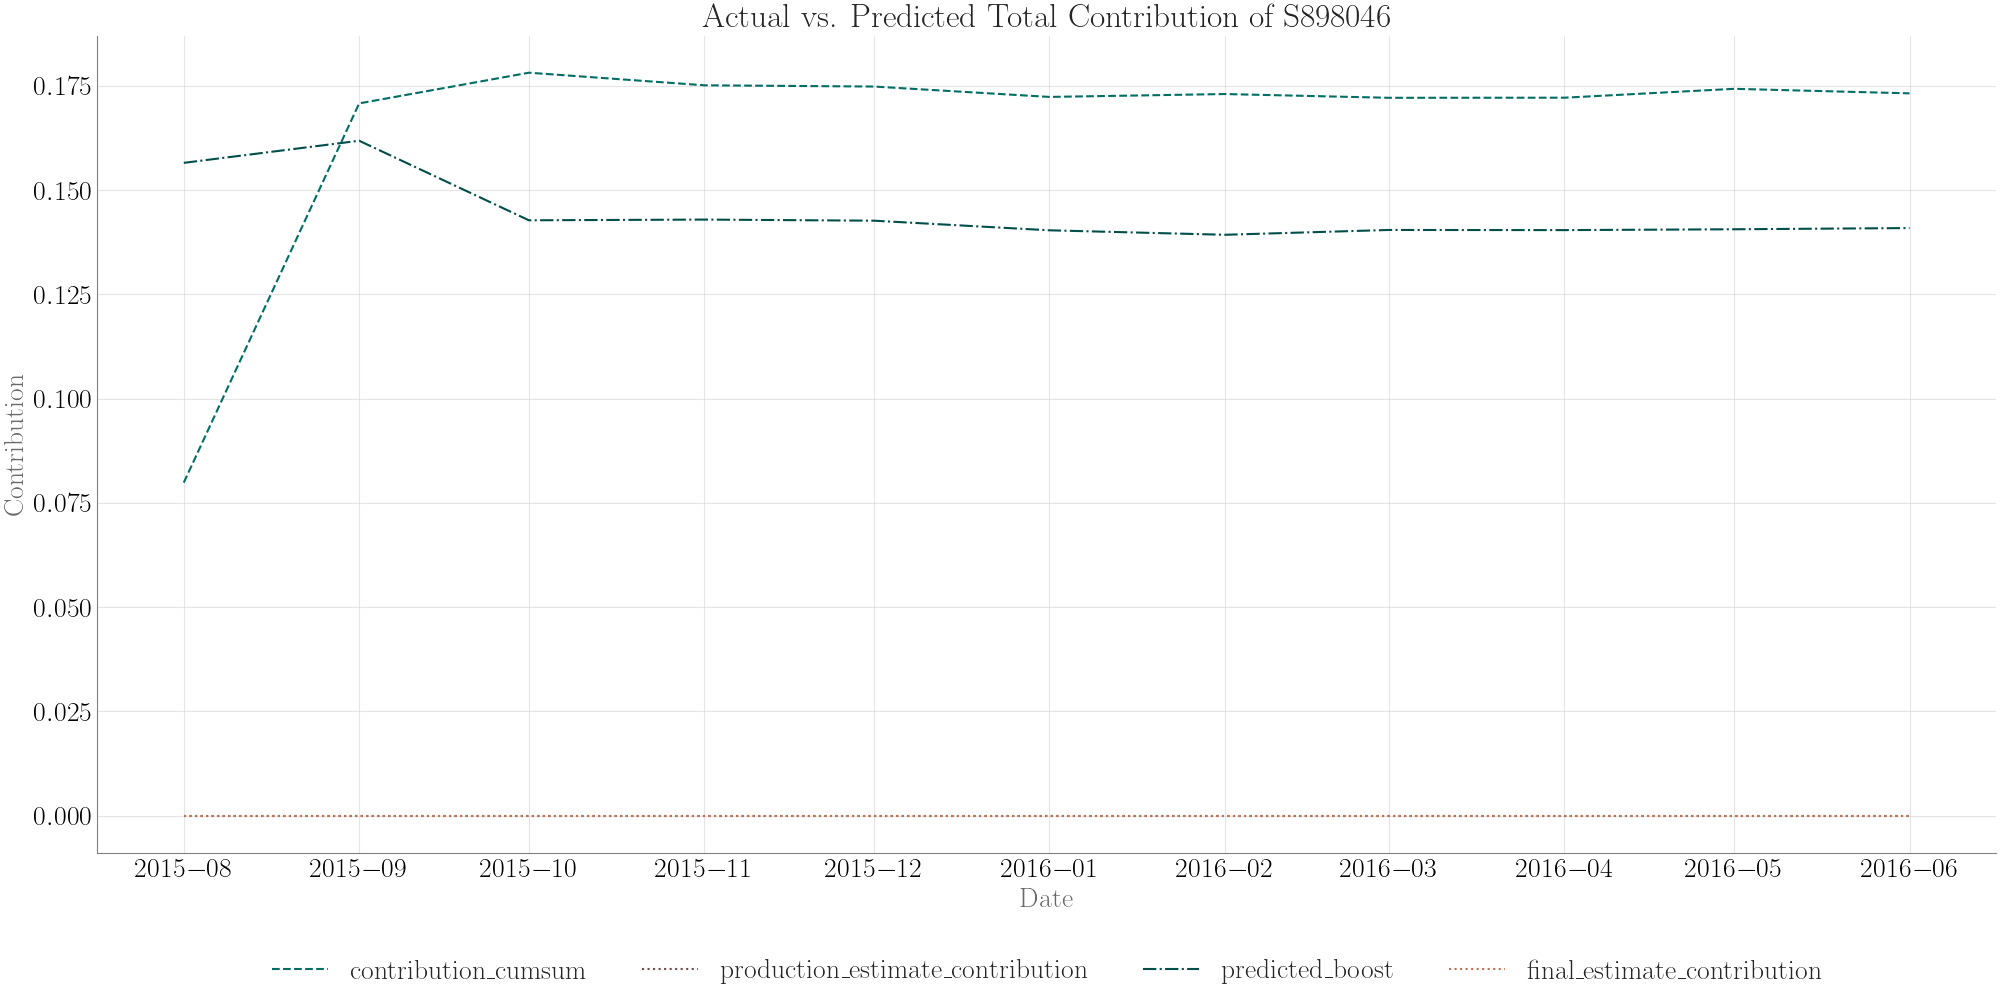 Actual vs. Predicted Total Contribution of S898046
0.175
0.150
0.125
0.100
0.075
0.050
0.025
0.000
Contribution
2015–08 2015–09 2015–10 2015–11 2015–12 2016–01 2016–02 2016–03 2016–04 2016–05 2016–06
Date
contribution_cumsum production_estimate_contribution predicted_boost final_estimate_contribution